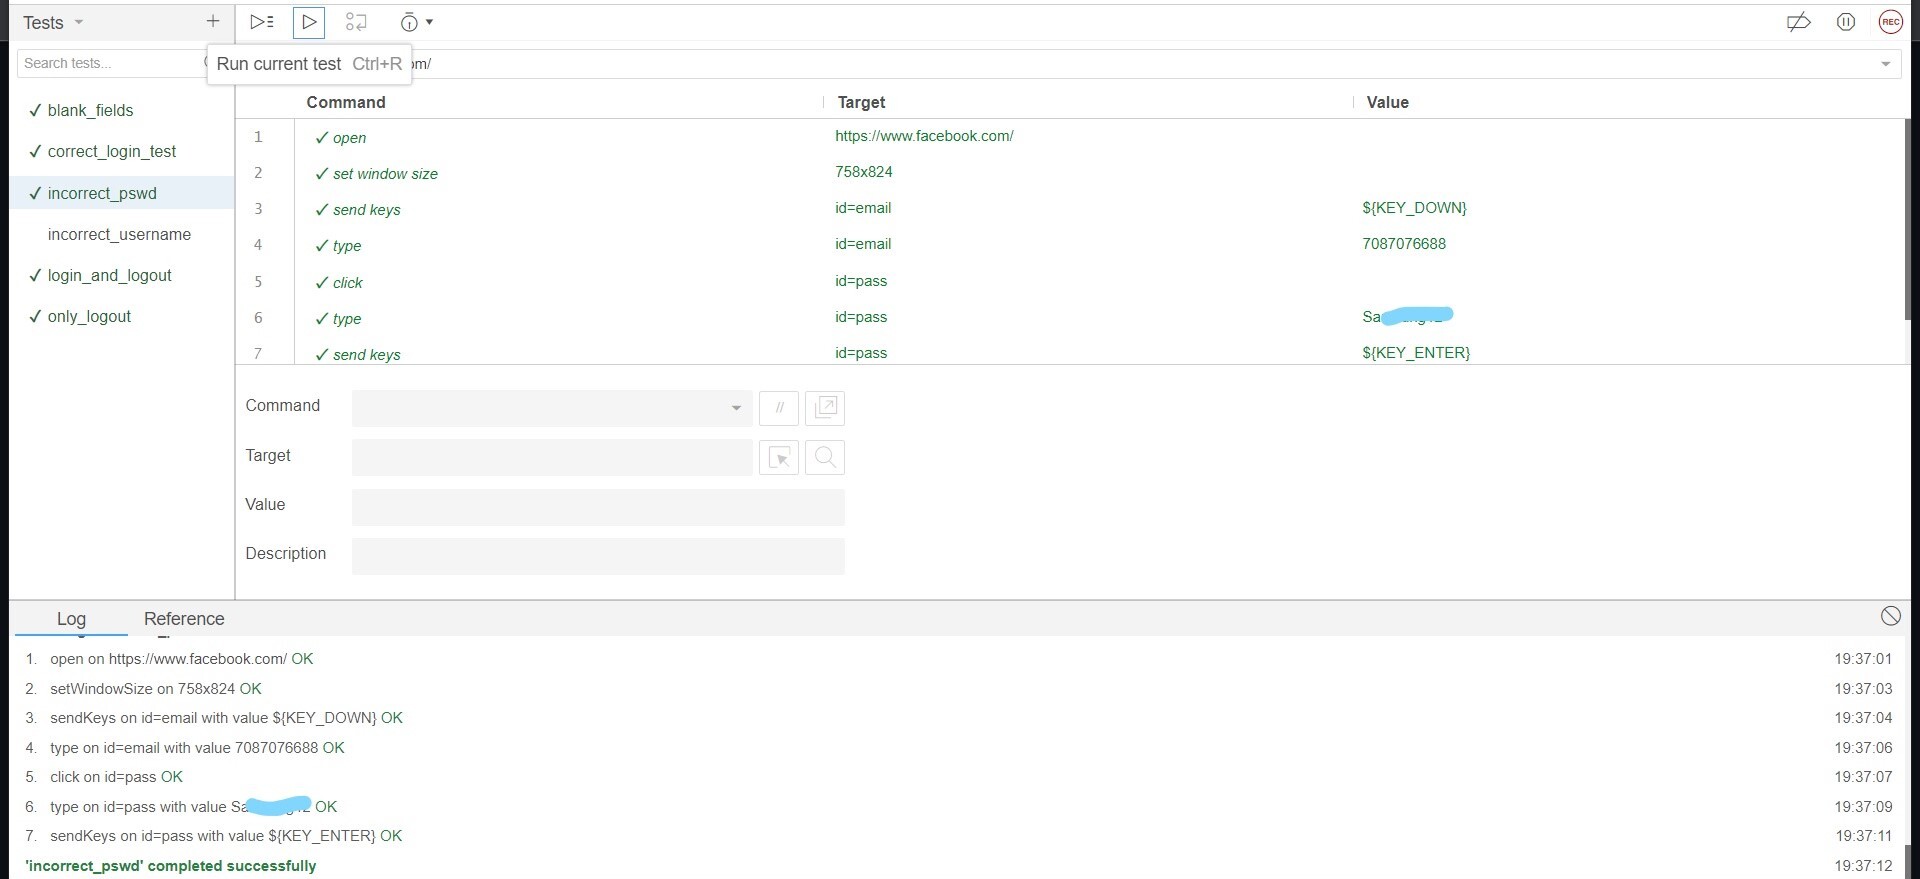 Tests
Run current test Ctrl+R
Search tests...
om/
REC
blank_fields
correct_login_test
incorrect_pswd
incorrect_username
login_and_logout
only_logout
Command Target Value
1 open https://www.facebook.com/
2 set window size 758x824
3 send keys id=email ${KEY_DOWN}
4 type id=email 7087076688
5 click id=pass
6 type id=pass Sa
7 send keys id=pass ${KEY_ENTER}
Command
//
Target
Value
Description
Log Reference
1. open on https://www.facebook.com/ OK 19:37:01
2. setWindowSize on 758x824 OK 19:37:03
3. sendKeys on id=email with value ${KEY_DOWN} OK 19:37:04
4. type on id=email with value 7087076688 OK 19:37:06
5. click on id=pass OK 19:37:07
6. type on id=pass with value Sa OK 19:37:09
7. sendKeys on id=pass with value ${KEY_ENTER} OK 19:37:11
'incorrect_pswd' completed successfully 19:37:12